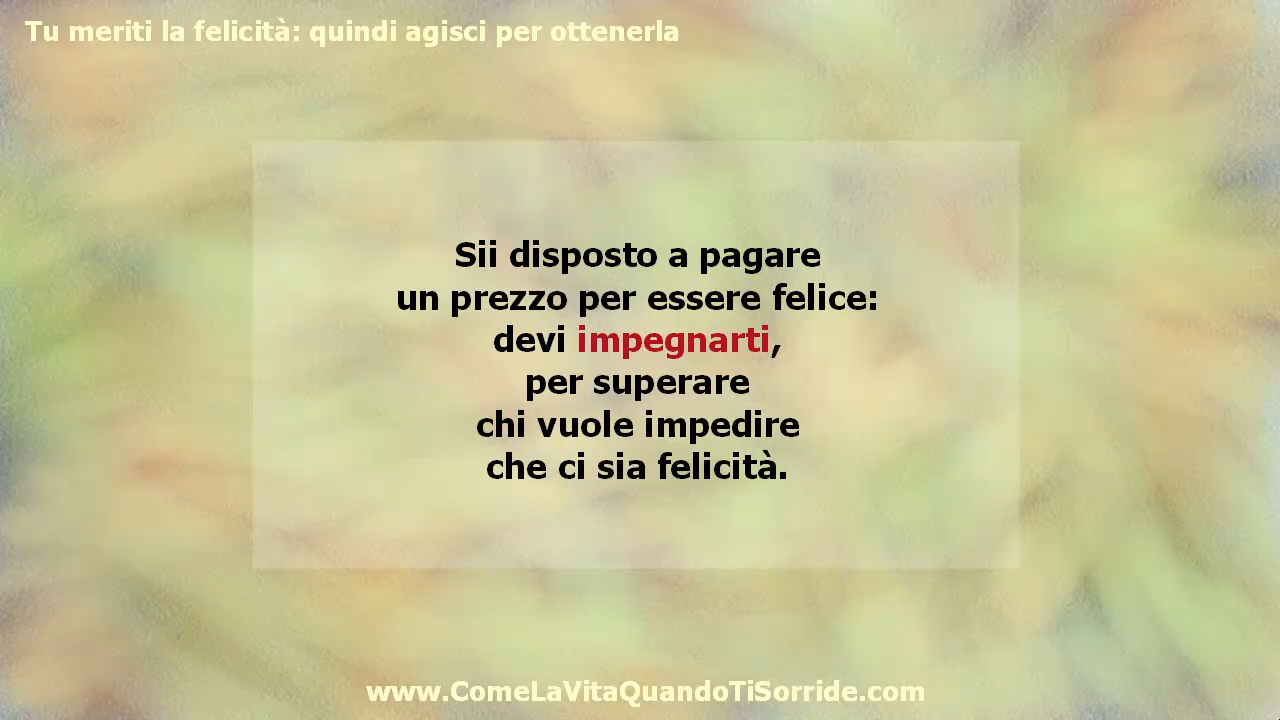 Tu meriti la felicità: quindi agisci per ottenerla
Sii disposto a pagare
un prezzo per essere felice:
devi impegnarti,
per superare
chi vuole impedire
che ci sia felicità.
www.ComeLaVitaQuandoTiSorride.com